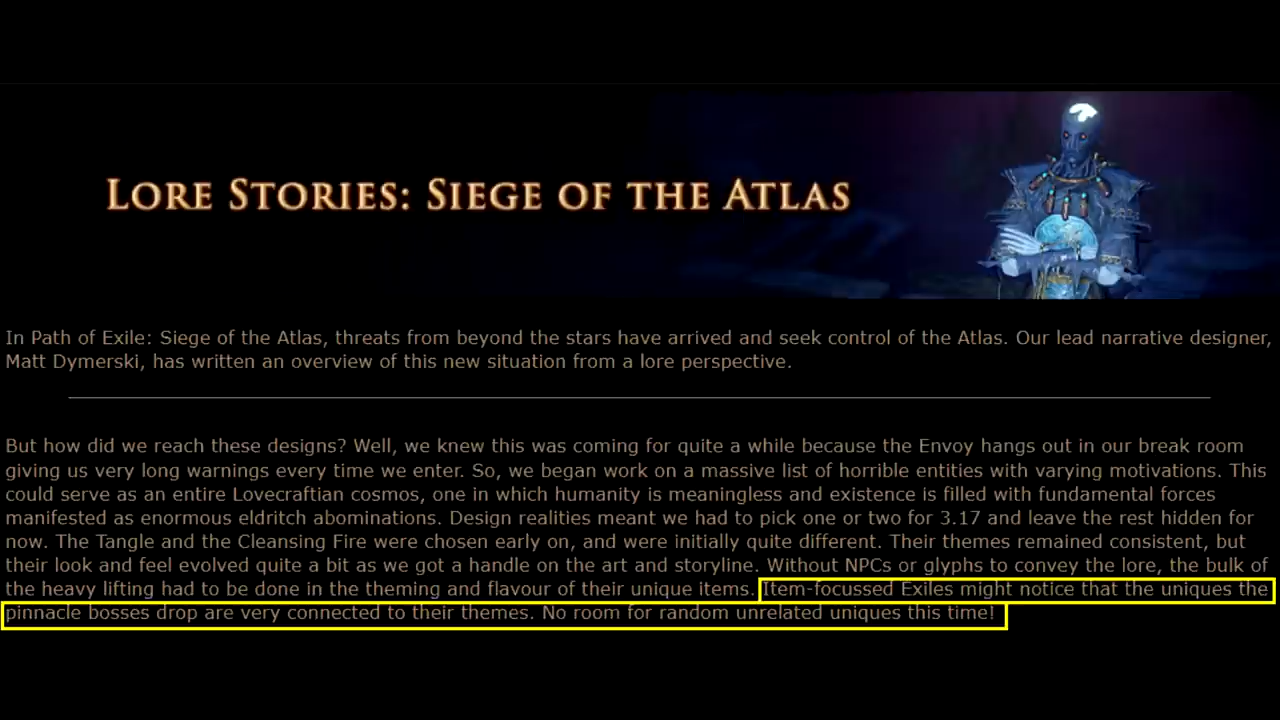 LORE STORIES: SIEGE OF THE ATLAS
In Path of Exile: Siege of the Atlas, threats from beyond the stars have arrived and seek control of the Atlas. Our lead narrative designer,
Matt Dymerski, has written an overview of this new situation from a lore perspective.
But how did we reach these designs? Well, we knew this was coming for quite a while because the Envoy hangs out in our break room
giving us very long warnings every time we enter. So, we began work on a massive list of horrible entities with varying motivations. This
could serve as an entire Lovecraftian cosmos, one in which humanity is meaningless and existence is filled with fundamental forces
manifested as enormous eldritch abominations. Design realities meant we had to pick one or two for 3.17 and leave the rest hidden for
now. The Tangle and the Cleansing Fire were chosen early on, and were initially quite different. Their themes remained consistent, but
their look and feel evolved quite a bit as we got a handle on the art and storyline. Without NPCs or glyphs to convey the lore, the bulk of
the heavy lifting had to be done in the theming and flavour of their unique items. Item-focussed Exiles might notice that the uniques the
pinnacle bosses drop are very connected to their themes. No room for random unrelated uniques this time!